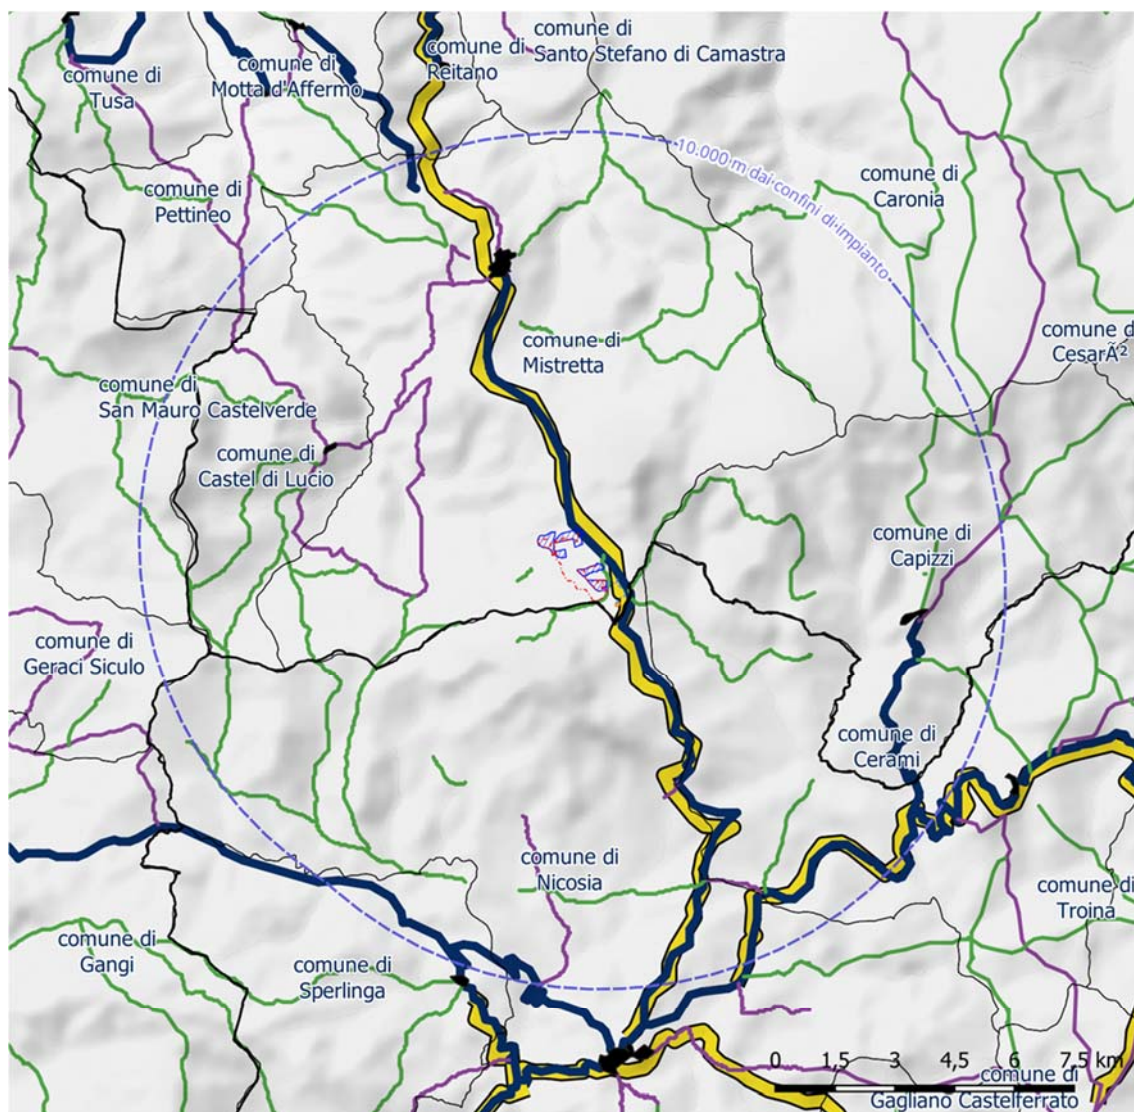 comune di
Tusa
comune di
Motta d'Affermo
comune di
Reitano
comune di
Santo Stefano di Camastra
10.000 m dai confini di impianto
comune di
Pettineo
comune di
Caronia
comune di
Mistretta
comune d
CesarÃ²
comune di
San Mauro Castelverde
comune di
Castel di Lucio
comune di
Capizzi
comune di
Geraci Siculo
comune di
Cerami
comune di
Nicosia
comune di
Troina
comune di
Gangi
comune di
Sperlinga
0 1,5 3 4,5 6 7,5 km
comune di
Gagliano Castelferrato